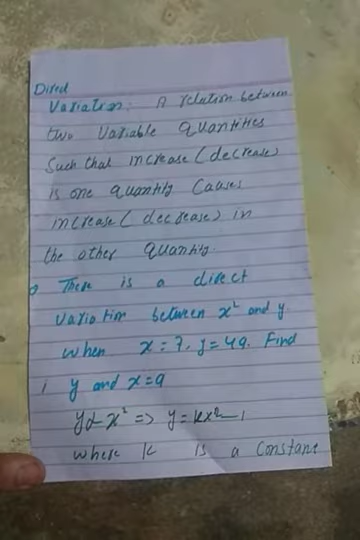 Direct
Variation: A relation between
two Variable quantities
Such that increase (decrease)
is one quantity Causes
increase (decrease) in
the other quantity.
There is a direct
Variation between x² and y
when x = 7, y = 49. Find
i y and x = 9
y ∝ x² => y = kx² — 1
where k is a Constant